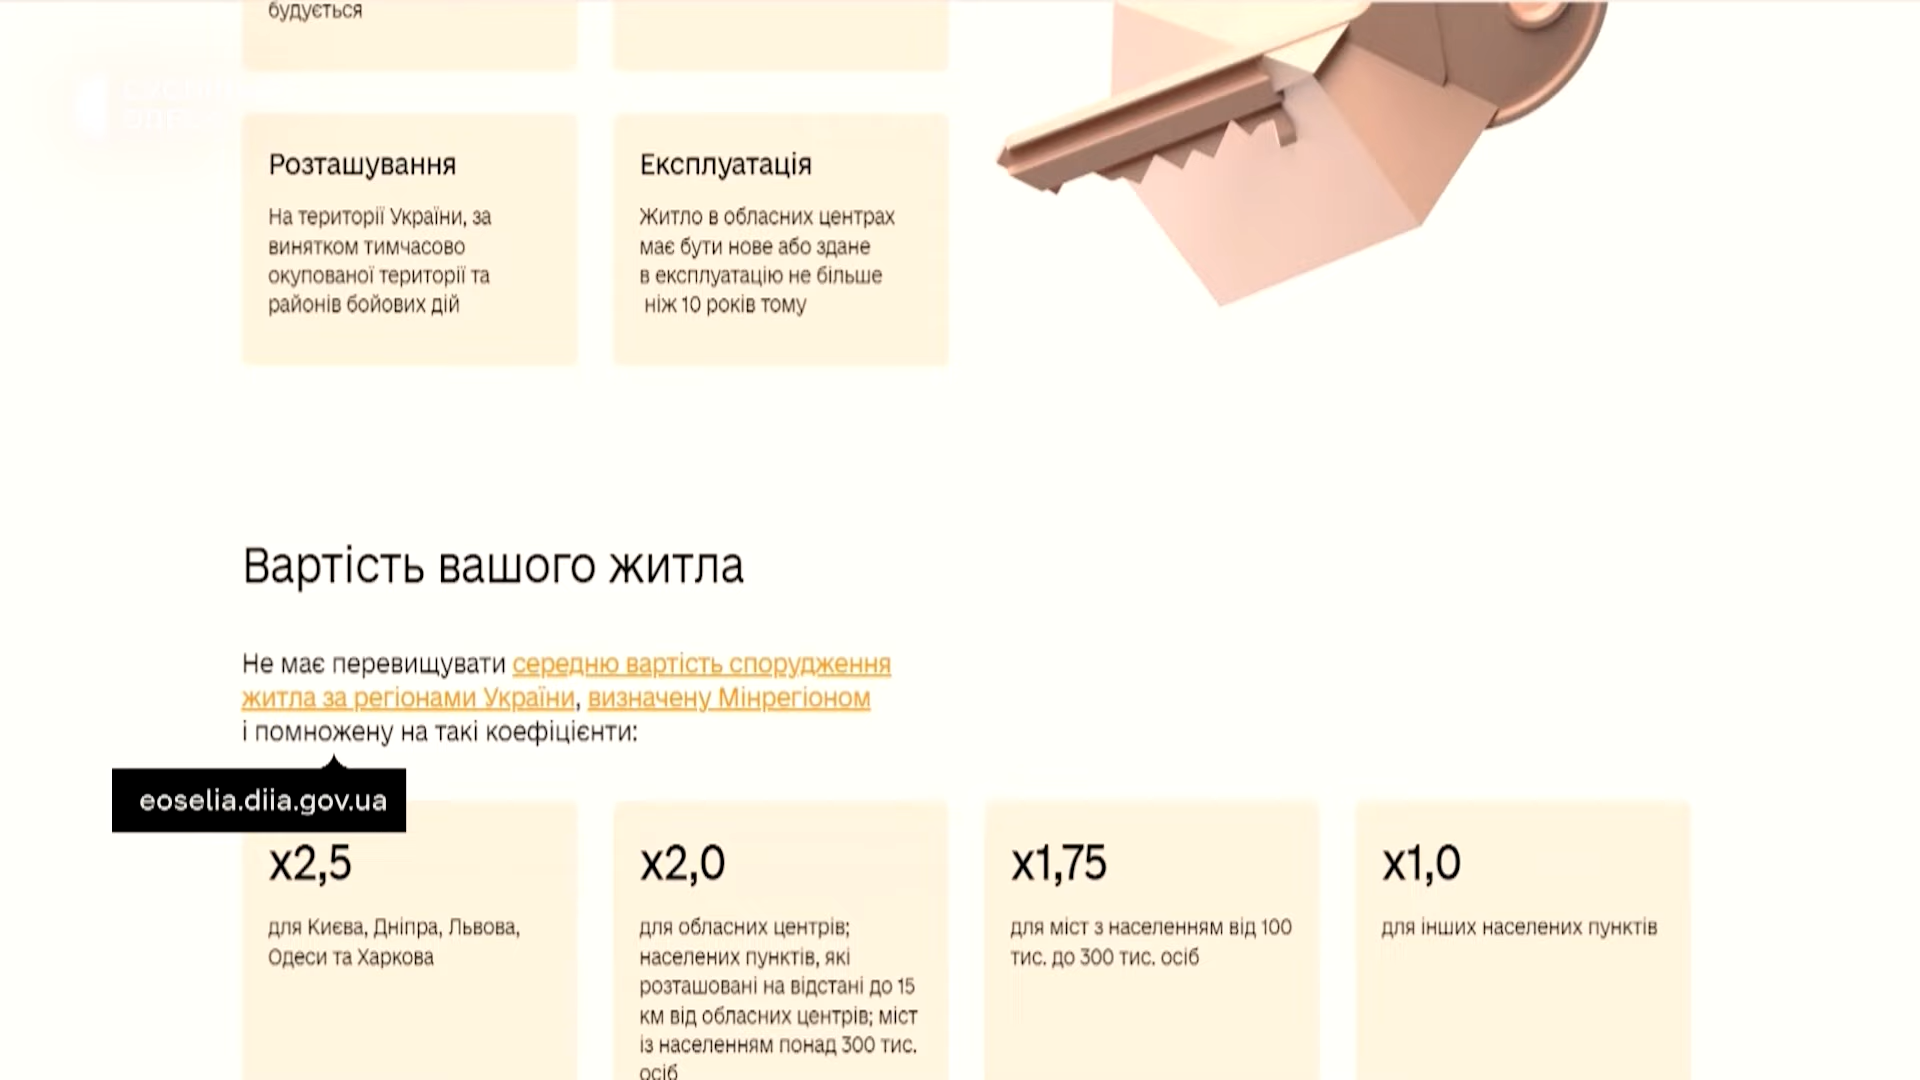 будується
Розташування
На території України, за
винятком тимчасово
окупованої території та
районів бойових дій
Експлуатація
Житло в обласних центрах
має бути нове або здане
в експлуатацію не більше
ніж 10 років тому
Вартість вашого житла
Не має перевищувати середню вартість спорудження
житла за регіонами України, визначену Мінрегіоном
і помножену на такі коефіцієнти:
eoselia.diia.gov.ua
x2,5
для Києва, Дніпра, Львова,
Одеси та Харкова
x2,0
для обласних центрів;
населених пунктів, які
розташовані на відстані до 15
км від обласних центрів; міст
із населенням понад 300 тис.
осіб
x1,75
для міст з населенням від 100
тис. до 300 тис. осіб
x1,0
для інших населених пунктів